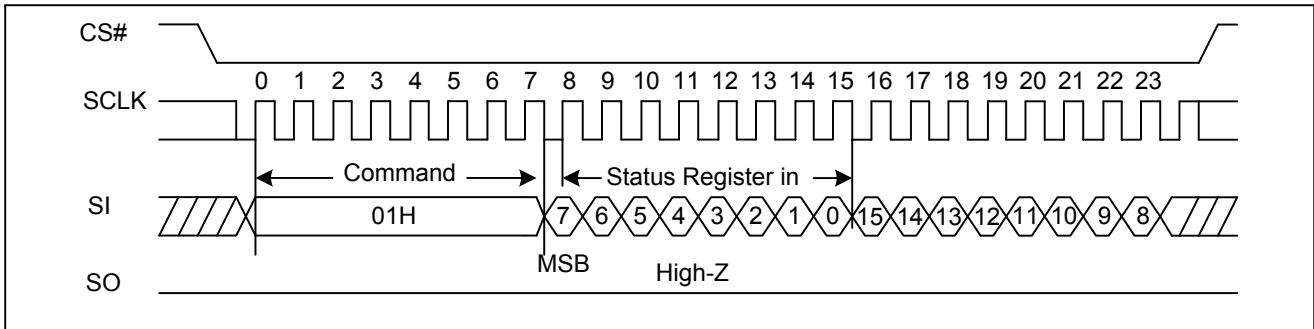 CS#
0 1 2 3 4 5 6 7 8 9 10 11 12 13 14 15 16 17 18 19 20 21 22 23
SCLK
Command Status Register in
SI 01H 7 6 5 4 3 2 1 0 15 14 13 12 11 10 9 8
MSB High-Z
SO